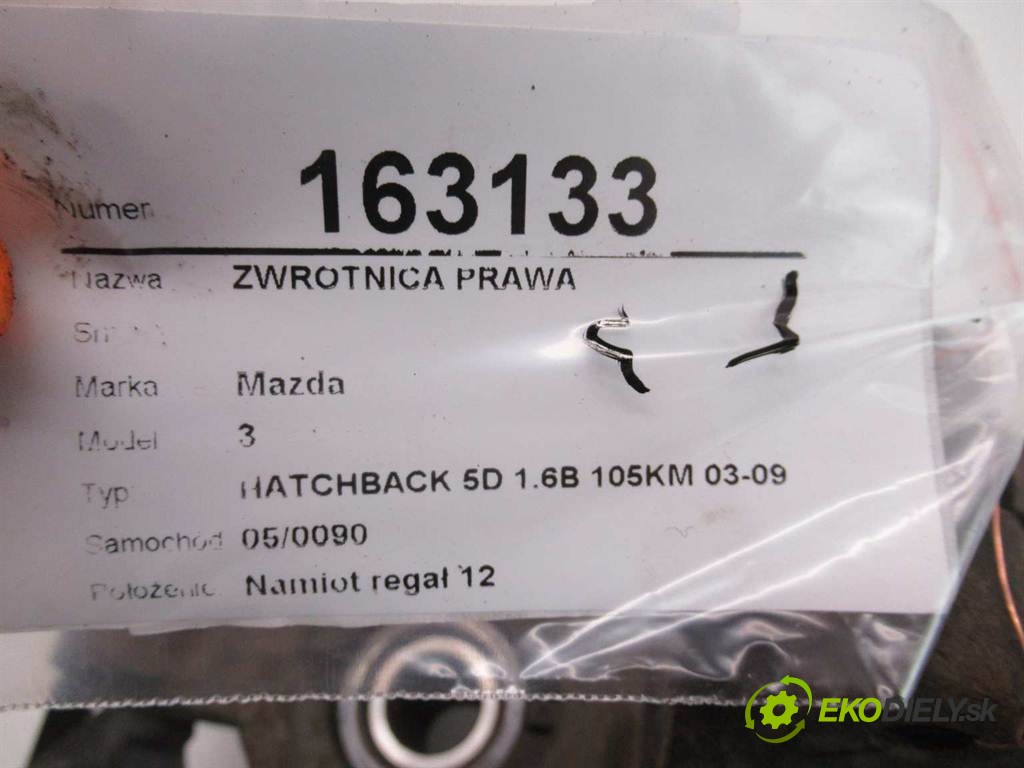 Numer 163133
Nazwa ZWROTNICA PRAWA
Marka Mazda
Model 3
Typ HATCHBACK 5D 1.6B 105KM 03-09
Samochód 05/0090
Położenie Namiot regał 12
EKODIELY.sk